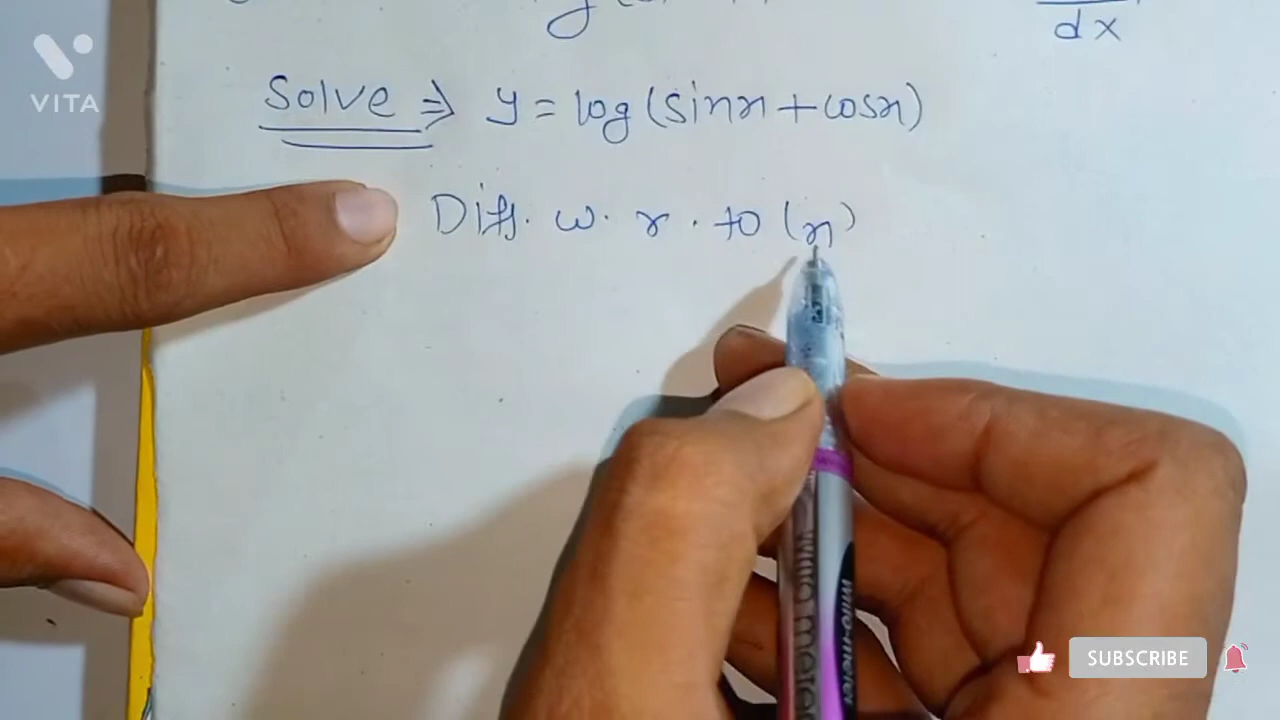 dx
VITA
Solve ⇒ y = log(sinx + cosx)
Diff. w. r. to (x)
SUBSCRIBE